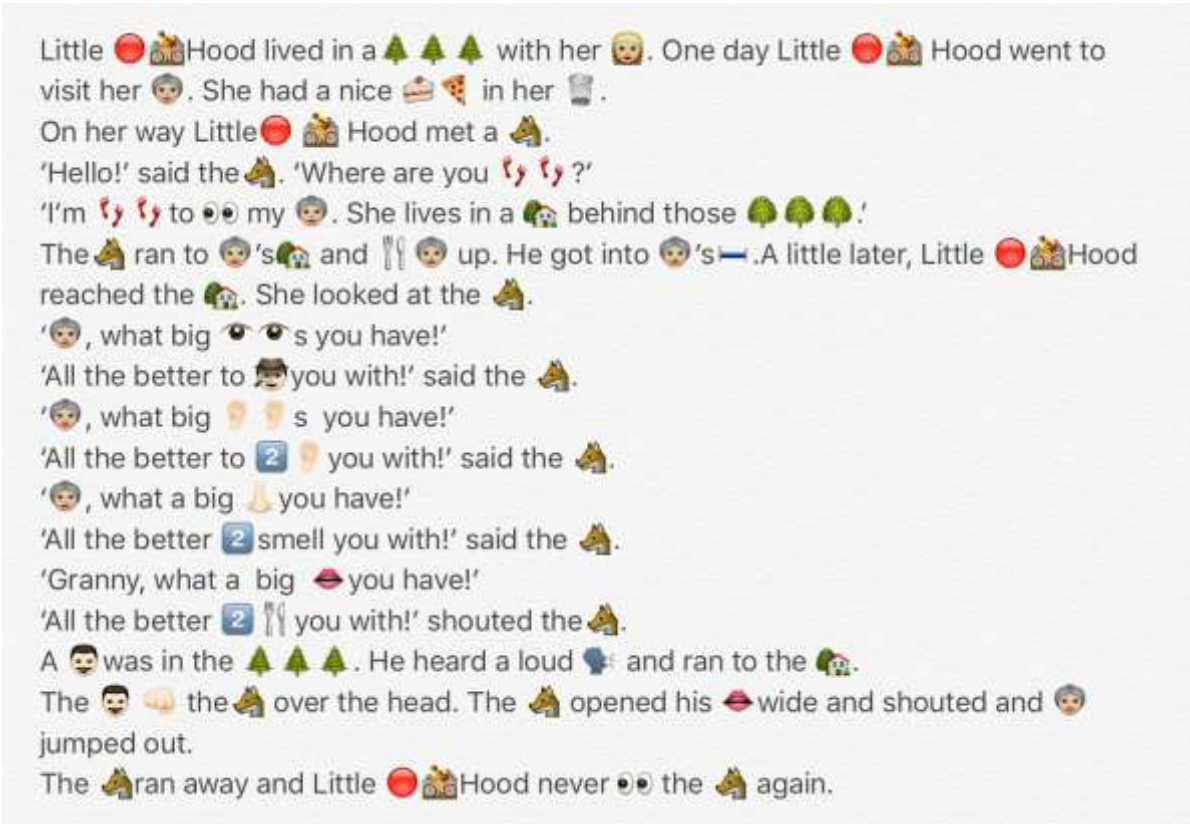 Little 🔴🚵Hood lived in a🌲🌲🌲 with her 👱‍♀️. One day Little 🔴🚵 Hood went to
visit her 👵. She had a nice 🍰🍕 in her 🗑.
On her way Little🔴 🚵 Hood met a 🐺.
‘Hello!’ said the🐺. ‘Where are you 👣 👣?’
‘I’m 👣 👣to 👀 my 👵. She lives in a 🏡 behind those 🌳🌳🌳.’
The🐺 ran to 👵’s🏡 and 🍴 👵 up. He got into 👵’s🛏.A little later, Little 🔴🚵Hood
reached the 🏡. She looked at the 🐺.
‘👵, what big 👁👁s you have!’
‘All the better to 🕵you with!’ said the 🐺.
‘👵, what big 👂👂s you have!’
‘All the better to 2️⃣👂 you with!’ said the 🐺.
‘👵, what a big 👃you have!’
‘All the better 2️⃣smell you with!’ said the 🐺.
‘Granny, what a big 👄you have!’
‘All the better 2️⃣🍴 you with!’ shouted the🐺.
A 🧔was in the 🌲🌲🌲. He heard a loud 🗣 and ran to the 🏡.
The 🧔 👊 the🐺 over the head. The 🐺 opened his 👄wide and shouted and 👵
jumped out.
The 🐺ran away and Little 🔴🚵Hood never 👀 the 🐺 again.